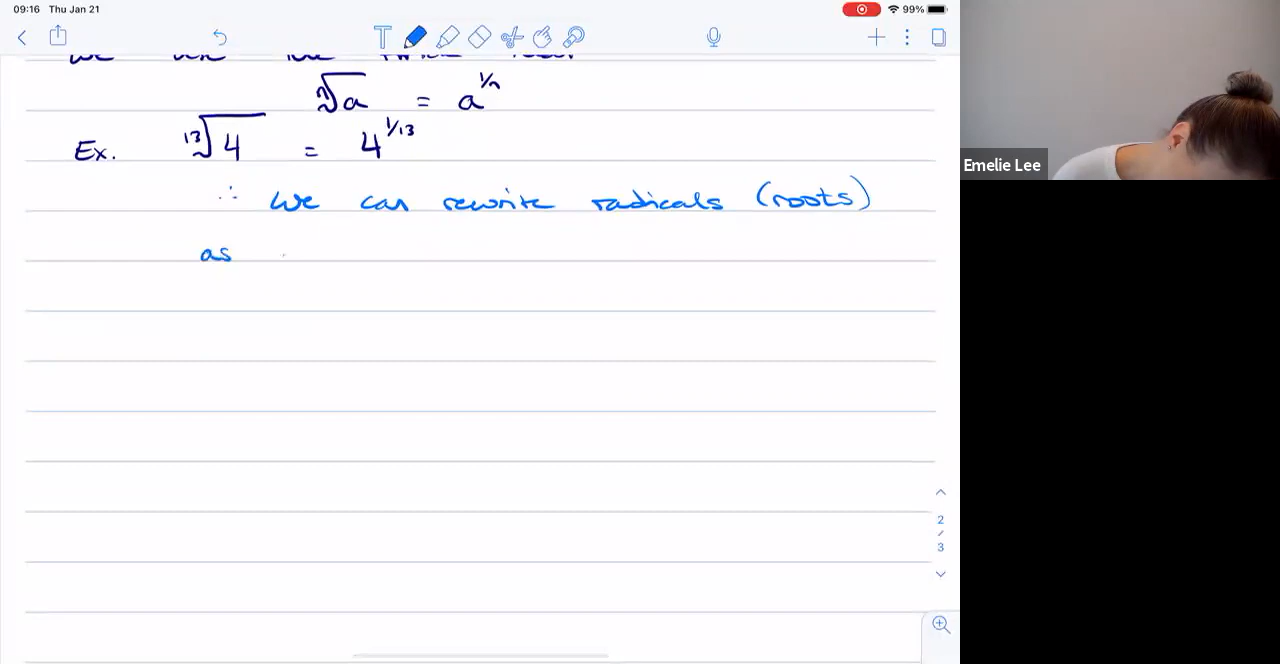 09:16 Thu Jan 21
99%
T
ⁿ√a = a^1/n
Ex. ¹³√4 = 4^1/13
∴ We can rewrite radicals (roots)
as
2
/
3
Emelie Lee